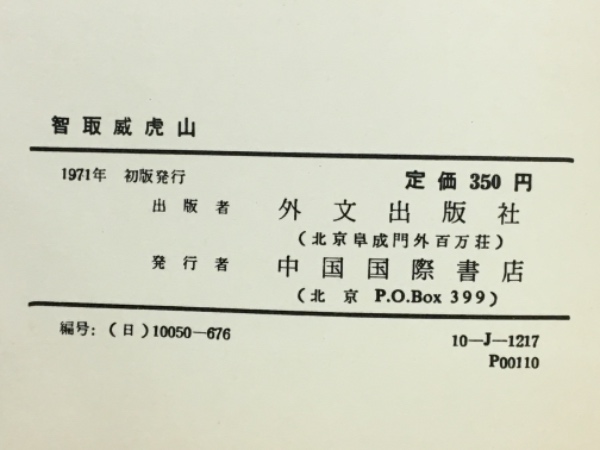 智取威虎山
1971年 初版発行 定価 350 円
出版者 外文出版社
(北京阜成門外百万荘)
発行者 中国国際書店
(北京 P.O.Box 399)
編号: (日)10050—676
10—J—1217
P00110